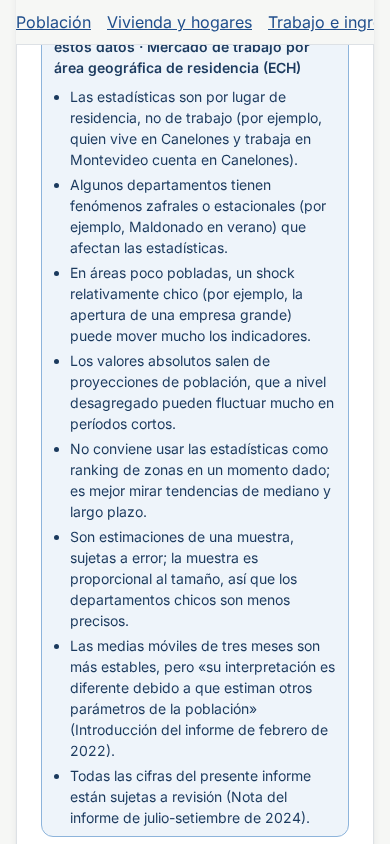 Población Vivienda y hogares Trabajo e ingr
estos datos · Mercado de trabajo por
área geográfica de residencia (ECH)
• Las estadísticas son por lugar de
residencia, no de trabajo (por ejemplo,
quien vive en Canelones y trabaja en
Montevideo cuenta en Canelones).
• Algunos departamentos tienen
fenómenos zafrales o estacionales (por
ejemplo, Maldonado en verano) que
afectan las estadísticas.
• En áreas poco pobladas, un shock
relativamente chico (por ejemplo, la
apertura de una empresa grande)
puede mover mucho los indicadores.
• Los valores absolutos salen de
proyecciones de población, que a nivel
desagregado pueden fluctuar mucho en
períodos cortos.
• No conviene usar las estadísticas como
ranking de zonas en un momento dado;
es mejor mirar tendencias de mediano y
largo plazo.
• Son estimaciones de una muestra,
sujetas a error; la muestra es
proporcional al tamaño, así que los
departamentos chicos son menos
precisos.
• Las medias móviles de tres meses son
más estables, pero «su interpretación es
diferente debido a que estiman otros
parámetros de la población»
(Introducción del informe de febrero de
2022).
• Todas las cifras del presente informe
están sujetas a revisión (Nota del
informe de julio-setiembre de 2024).